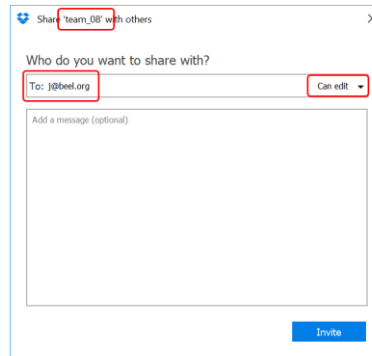 Share 'team_08' with others
Who do you want to share with?
To: j@beel.org Can edit
Add a message (optional)
Invite